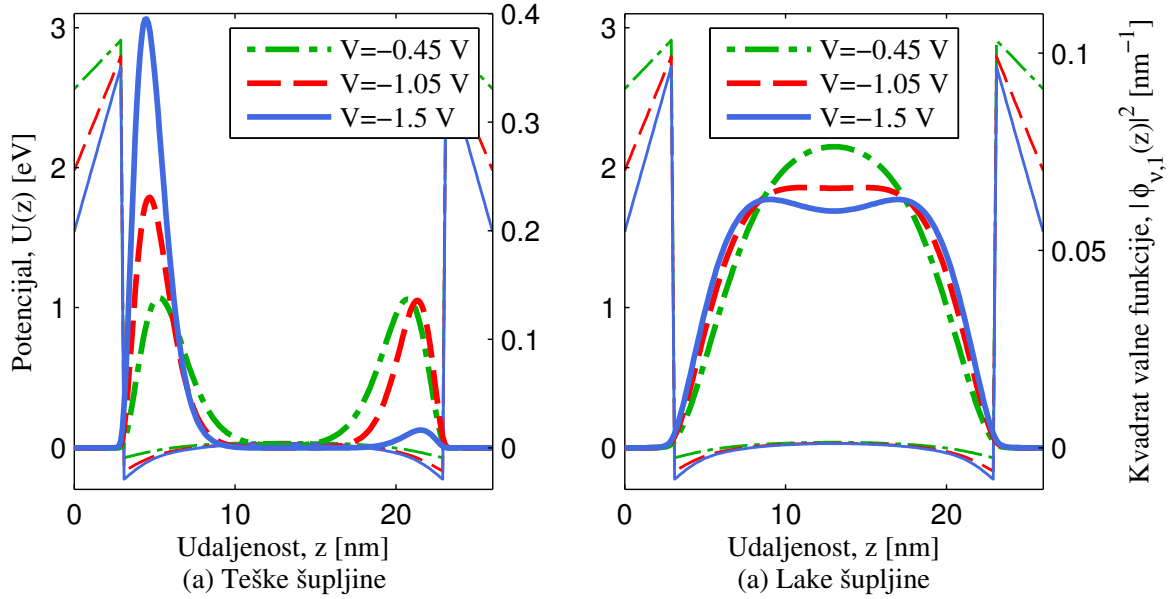 Potencijal, U(z) [eV]
3
2
1
0
0.4
0.3
0.2
0.1
0
V=−0.45 V
V=−1.05 V
V=−1.5 V
0
10
20
Udaljenost, z [nm]
(a) Teške šupljine
3
2
1
0
0.1
0.05
0
V=−0.45 V
V=−1.05 V
V=−1.5 V
0
10
20
Udaljenost, z [nm]
(a) Lake šupljine
Kvadrat valne funkcije, |ϕν,1(z)|² [nm⁻¹]